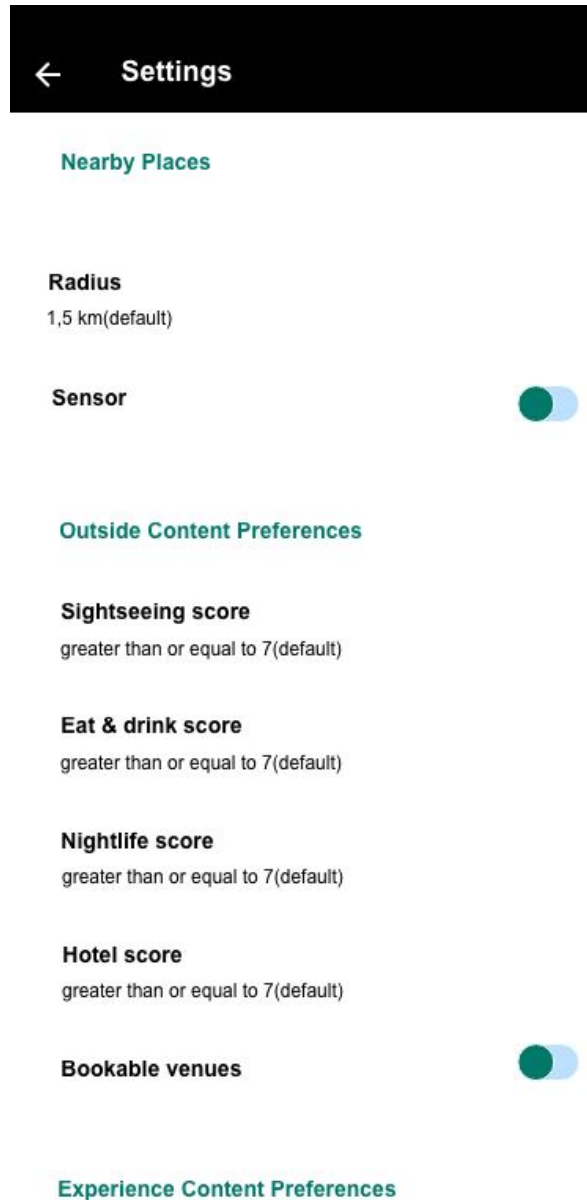 Settings
Nearby Places
Radius
1,5 km(default)
Sensor
Outside Content Preferences
Sightseeing score
greater than or equal to 7(default)
Eat & drink score
greater than or equal to 7(default)
Nightlife score
greater than or equal to 7(default)
Hotel score
greater than or equal to 7(default)
Bookable venues
Experience Content Preferences